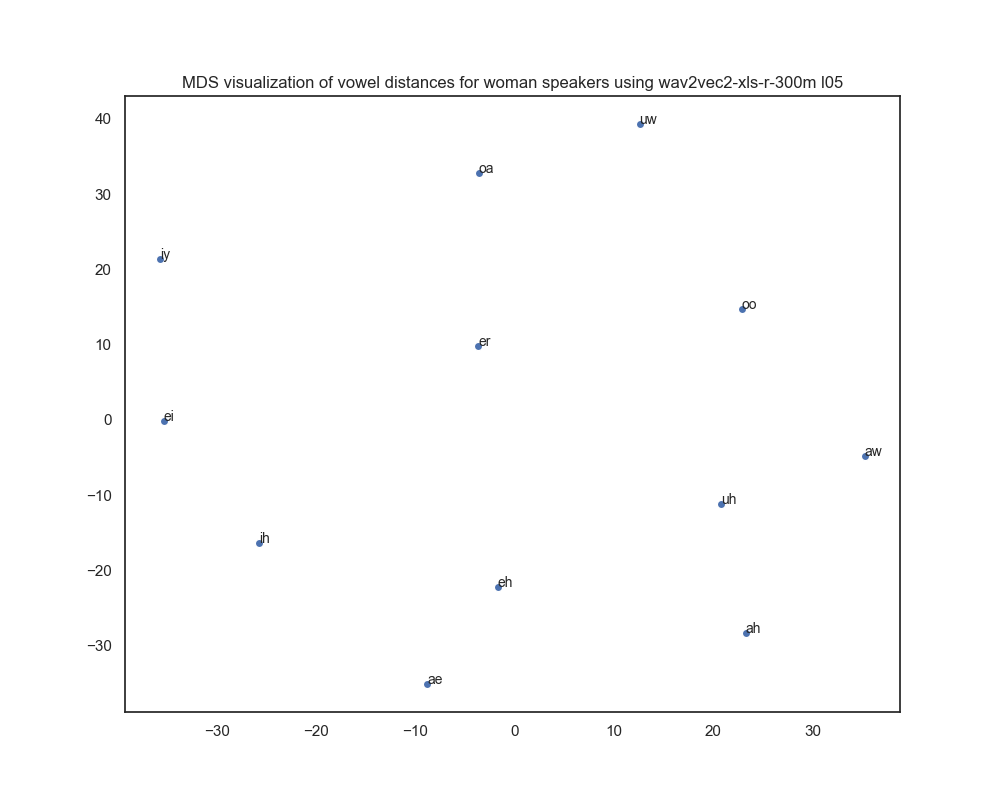 MDS visualization of vowel distances for woman speakers using wav2vec2-xls-r-300m l05
40
uw
oa
30
iy
20
oo
10
er
0
ei
aw
−10
uh
ih
−20
eh
ah
−30
ae
−30 −20 −10 0 10 20 30